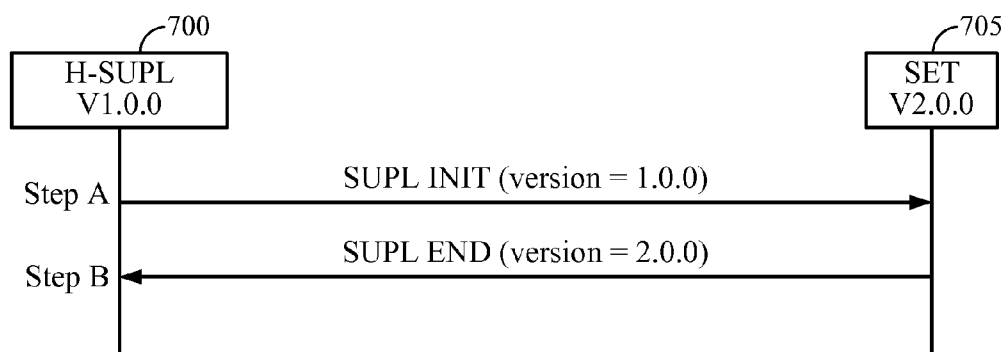 700
705
H-SUPL
V1.0.0
SET
V2.0.0
Step A
SUPL INIT (version = 1.0.0)
Step B
SUPL END (version = 2.0.0)